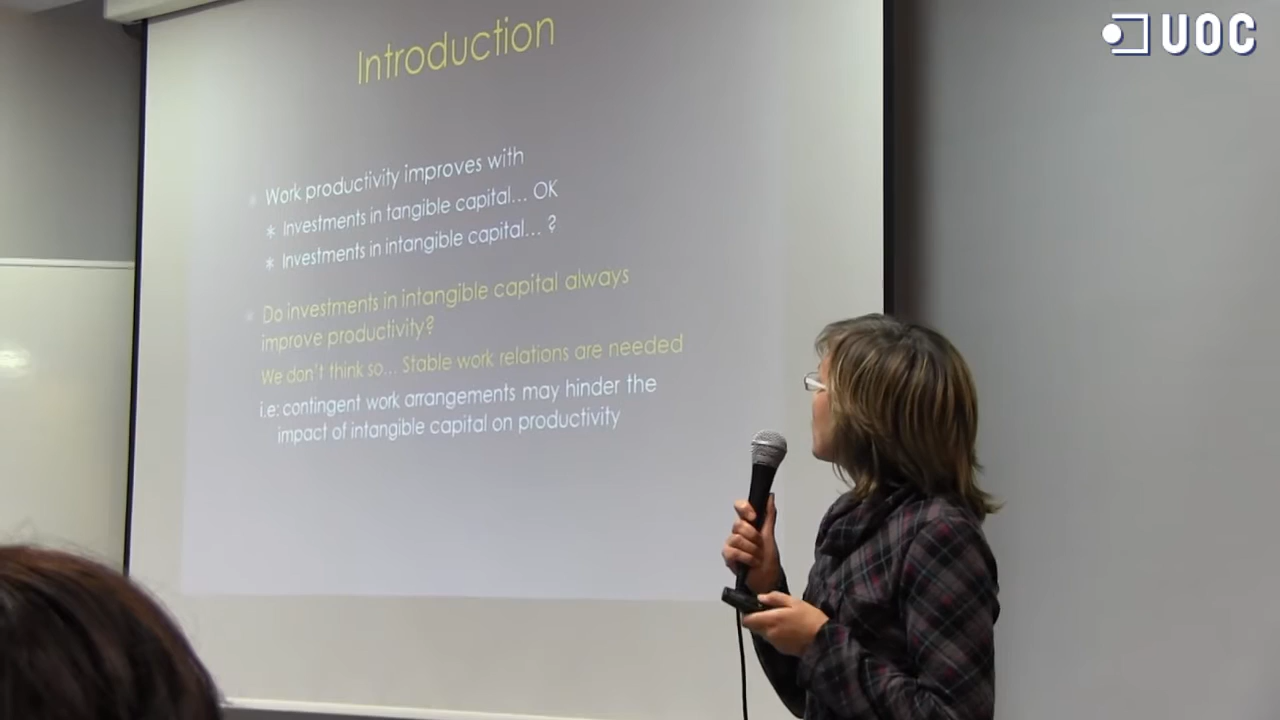 UOC
Introduction
Work productivity improves with
* Investments in tangible capital... OK
* Investments in intangible capital... ?
Do investments in intangible capital always
improve productivity?
We don't think so... Stable work relations are needed
i.e: contingent work arrangements may hinder the
impact of intangible capital on productivity